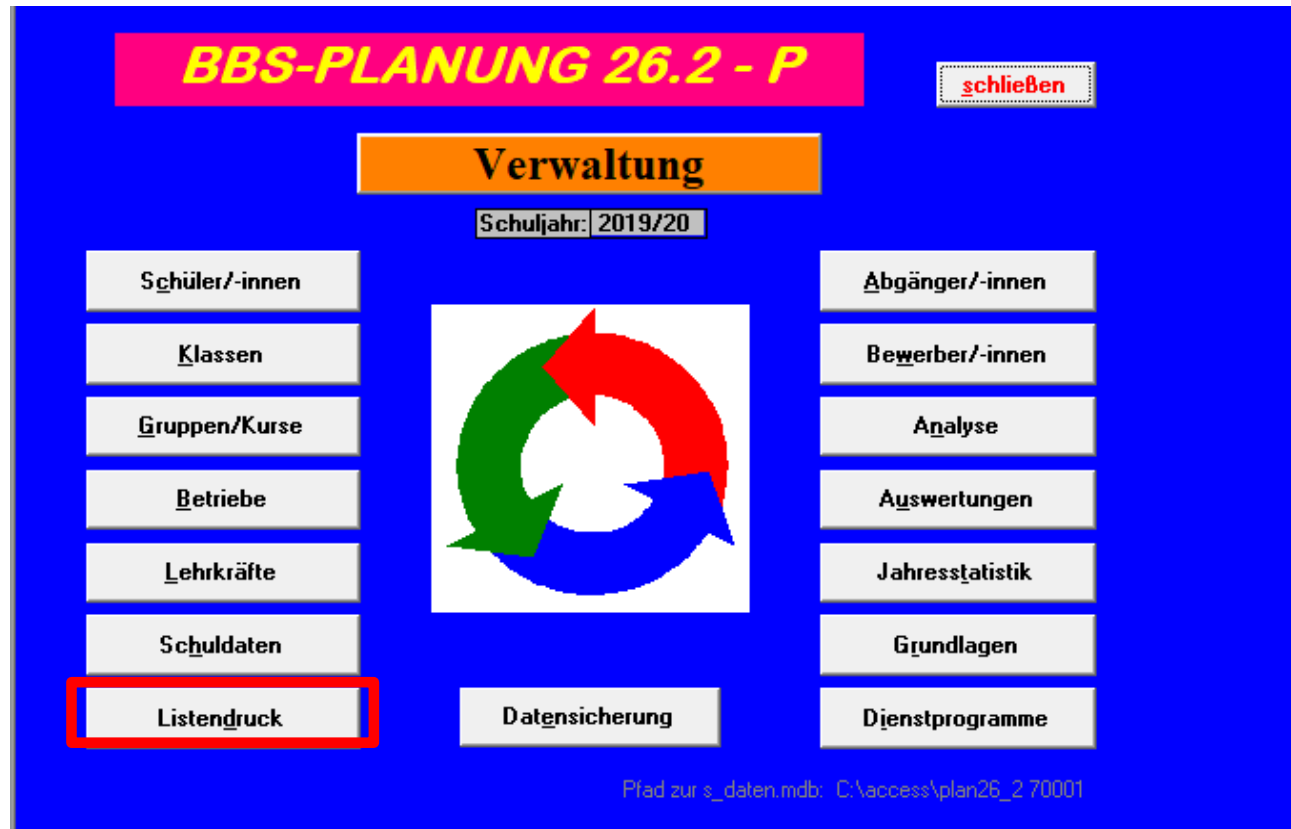 BBS-PLANUNG 26.2 - P
schließen
Verwaltung
Schuljahr: 2019/20
Schüler/-innen
Klassen
Gruppen/Kurse
Betriebe
Lehrkräfte
Schuldaten
Listendruck
Datensicherung
Abgänger/-innen
Bewerber/-innen
Analyse
Auswertungen
Jahresstatistik
Grundlagen
Dienstprogramme
Pfad zur s_daten.mdb: C:\access\plan26_2 70001